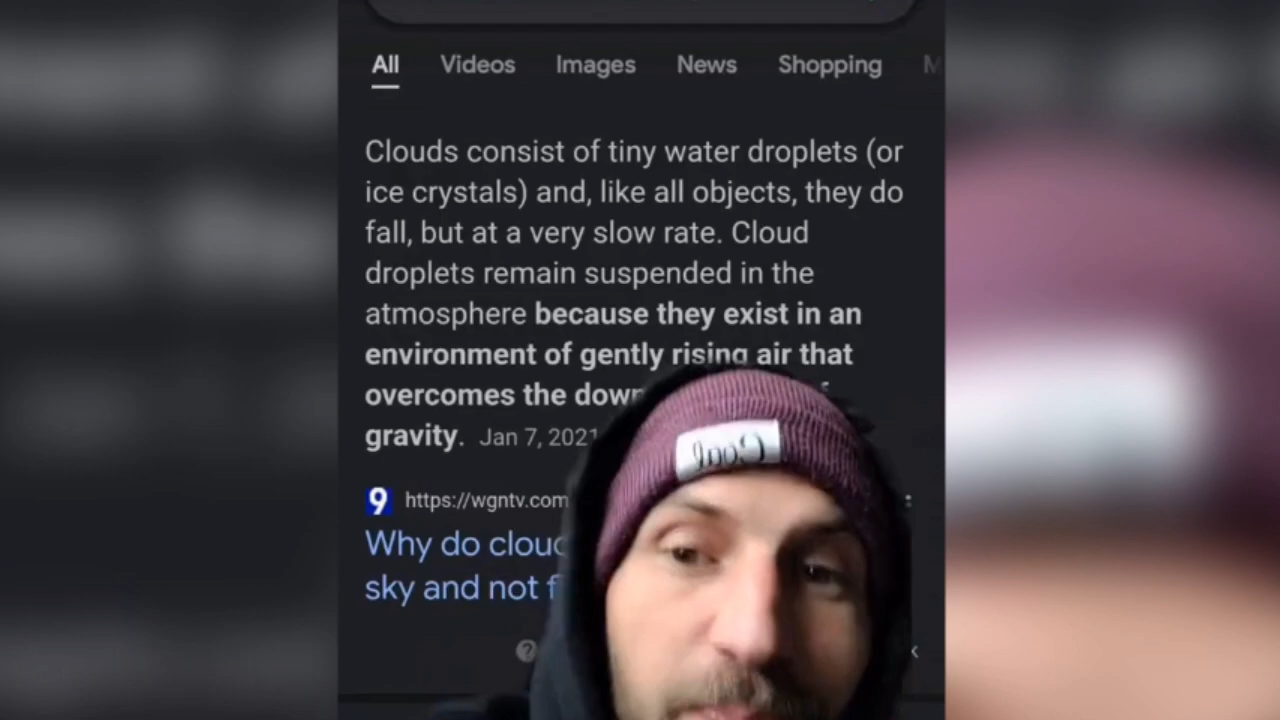 All Videos Images News Shopping
Clouds consist of tiny water droplets (or
ice crystals) and, like all objects, they do
fall, but at a very slow rate. Cloud
droplets remain suspended in the
atmosphere because they exist in an
environment of gently rising air that
overcomes the
gravity. Jan 7, 2021
9 https://wgntv.com
Why do
sky and not